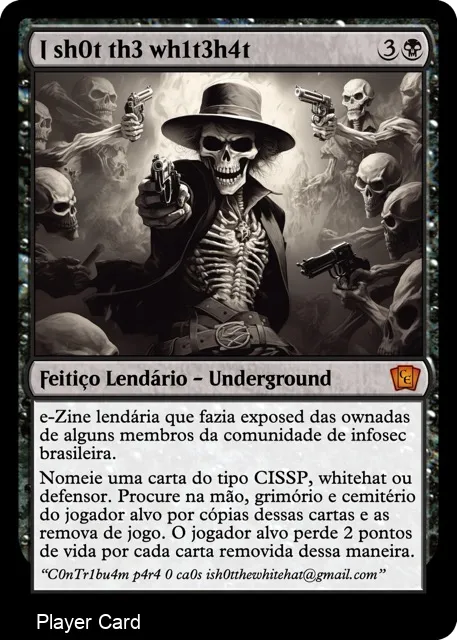 I sh0t th3 wh1t3h4t
3
Feitiço Lendário – Underground
e-Zine lendária que fazia exposed das ownadas
de alguns membros da comunidade de infosec
brasileira.
Nomeie uma carta do tipo CISSP, whitehat ou
defensor. Procure na mão, grimório e cemitério
do jogador alvo por cópias dessas cartas e as
remova de jogo. O jogador alvo perde 2 pontos
de vida por cada carta removida dessa maneira.
“C0nTr1bu4m p4r4 0 ca0s ish0tthewhitehat@gmail.com”
Player Card